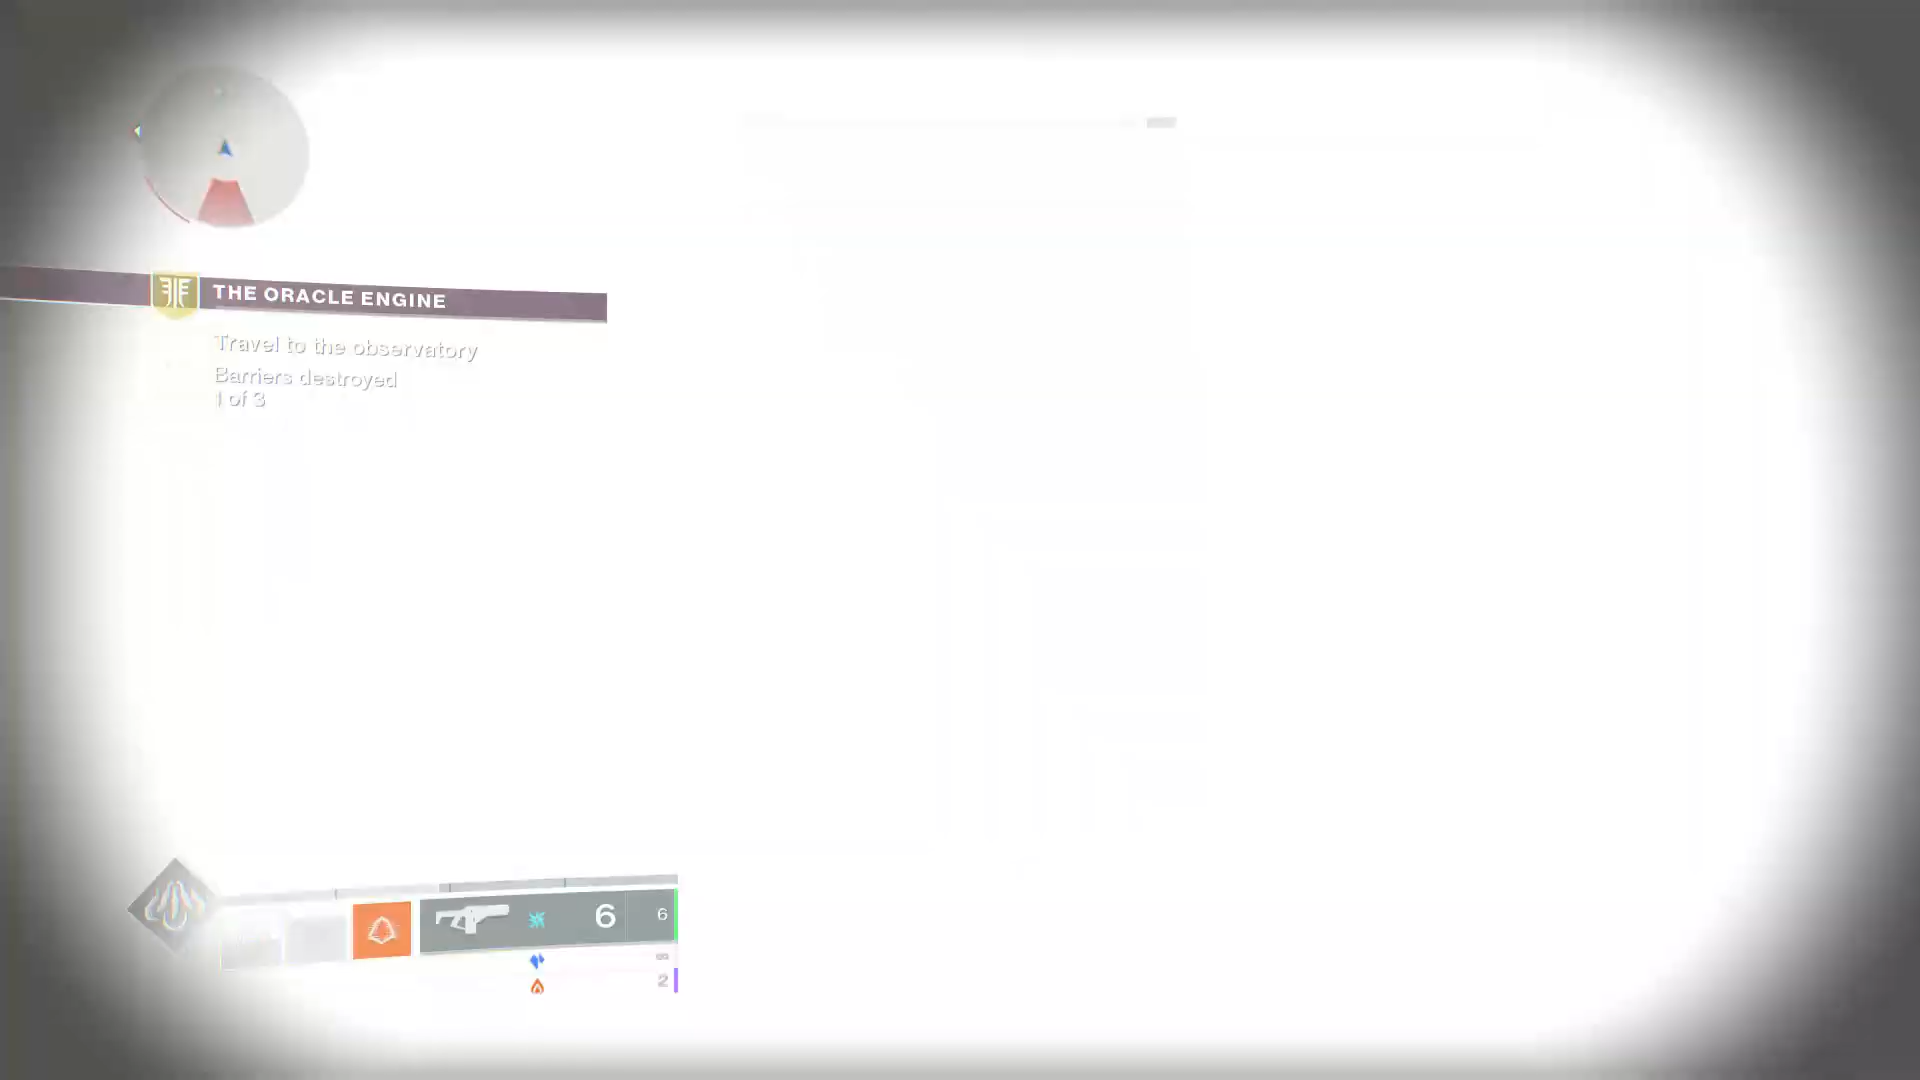 THE ORACLE ENGINE
Travel to the observatory
Barriers destroyed
1 of 3
6 6
∞
2